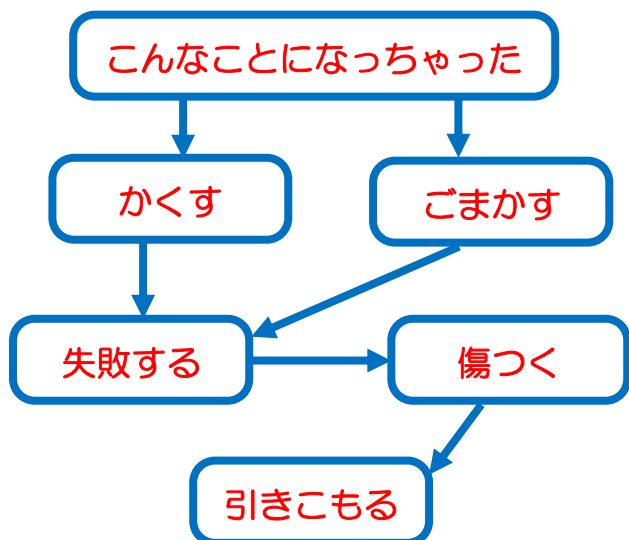 こんなことになっちゃった
かくす
ごまかす
失敗する
傷つく
引きこもる